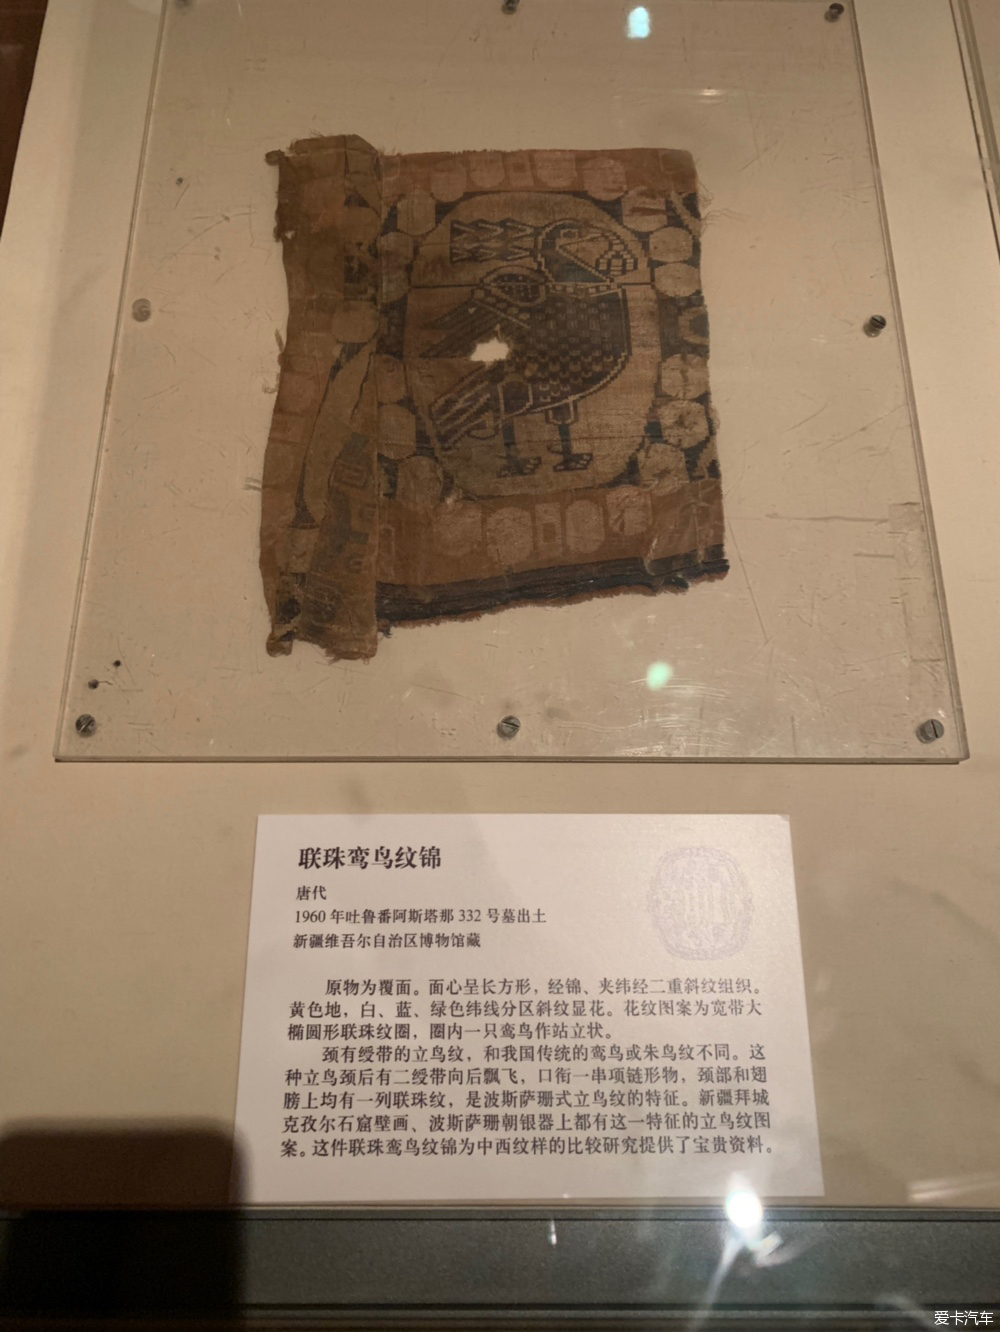 联珠鸾鸟纹锦
唐代
1960 年吐鲁番阿斯塔那 332 号墓出土
新疆维吾尔自治区博物馆藏
原物为覆面。面心呈长方形，经锦、夹纬经二重斜纹组织。
黄色地，白、蓝、绿色纬线分区斜纹显花。花纹图案为宽带大
椭圆形联珠纹圈，圈内一只鸾鸟作站立状。
颈有绶带的立鸟纹，和我国传统的鸾鸟或朱鸟纹不同。这
种立鸟颈后有二绶带向后飘飞，口衔一串项链形物，颈部和翅
膀上均有一列联珠纹，是波斯萨珊式立鸟纹的特征。新疆拜城
克孜尔石窟壁画、波斯萨珊朝银器上都有这一特征的立鸟纹图
案。这件联珠鸾鸟纹锦为中西纹样的比较研究提供了宝贵资料。
爱卡汽车